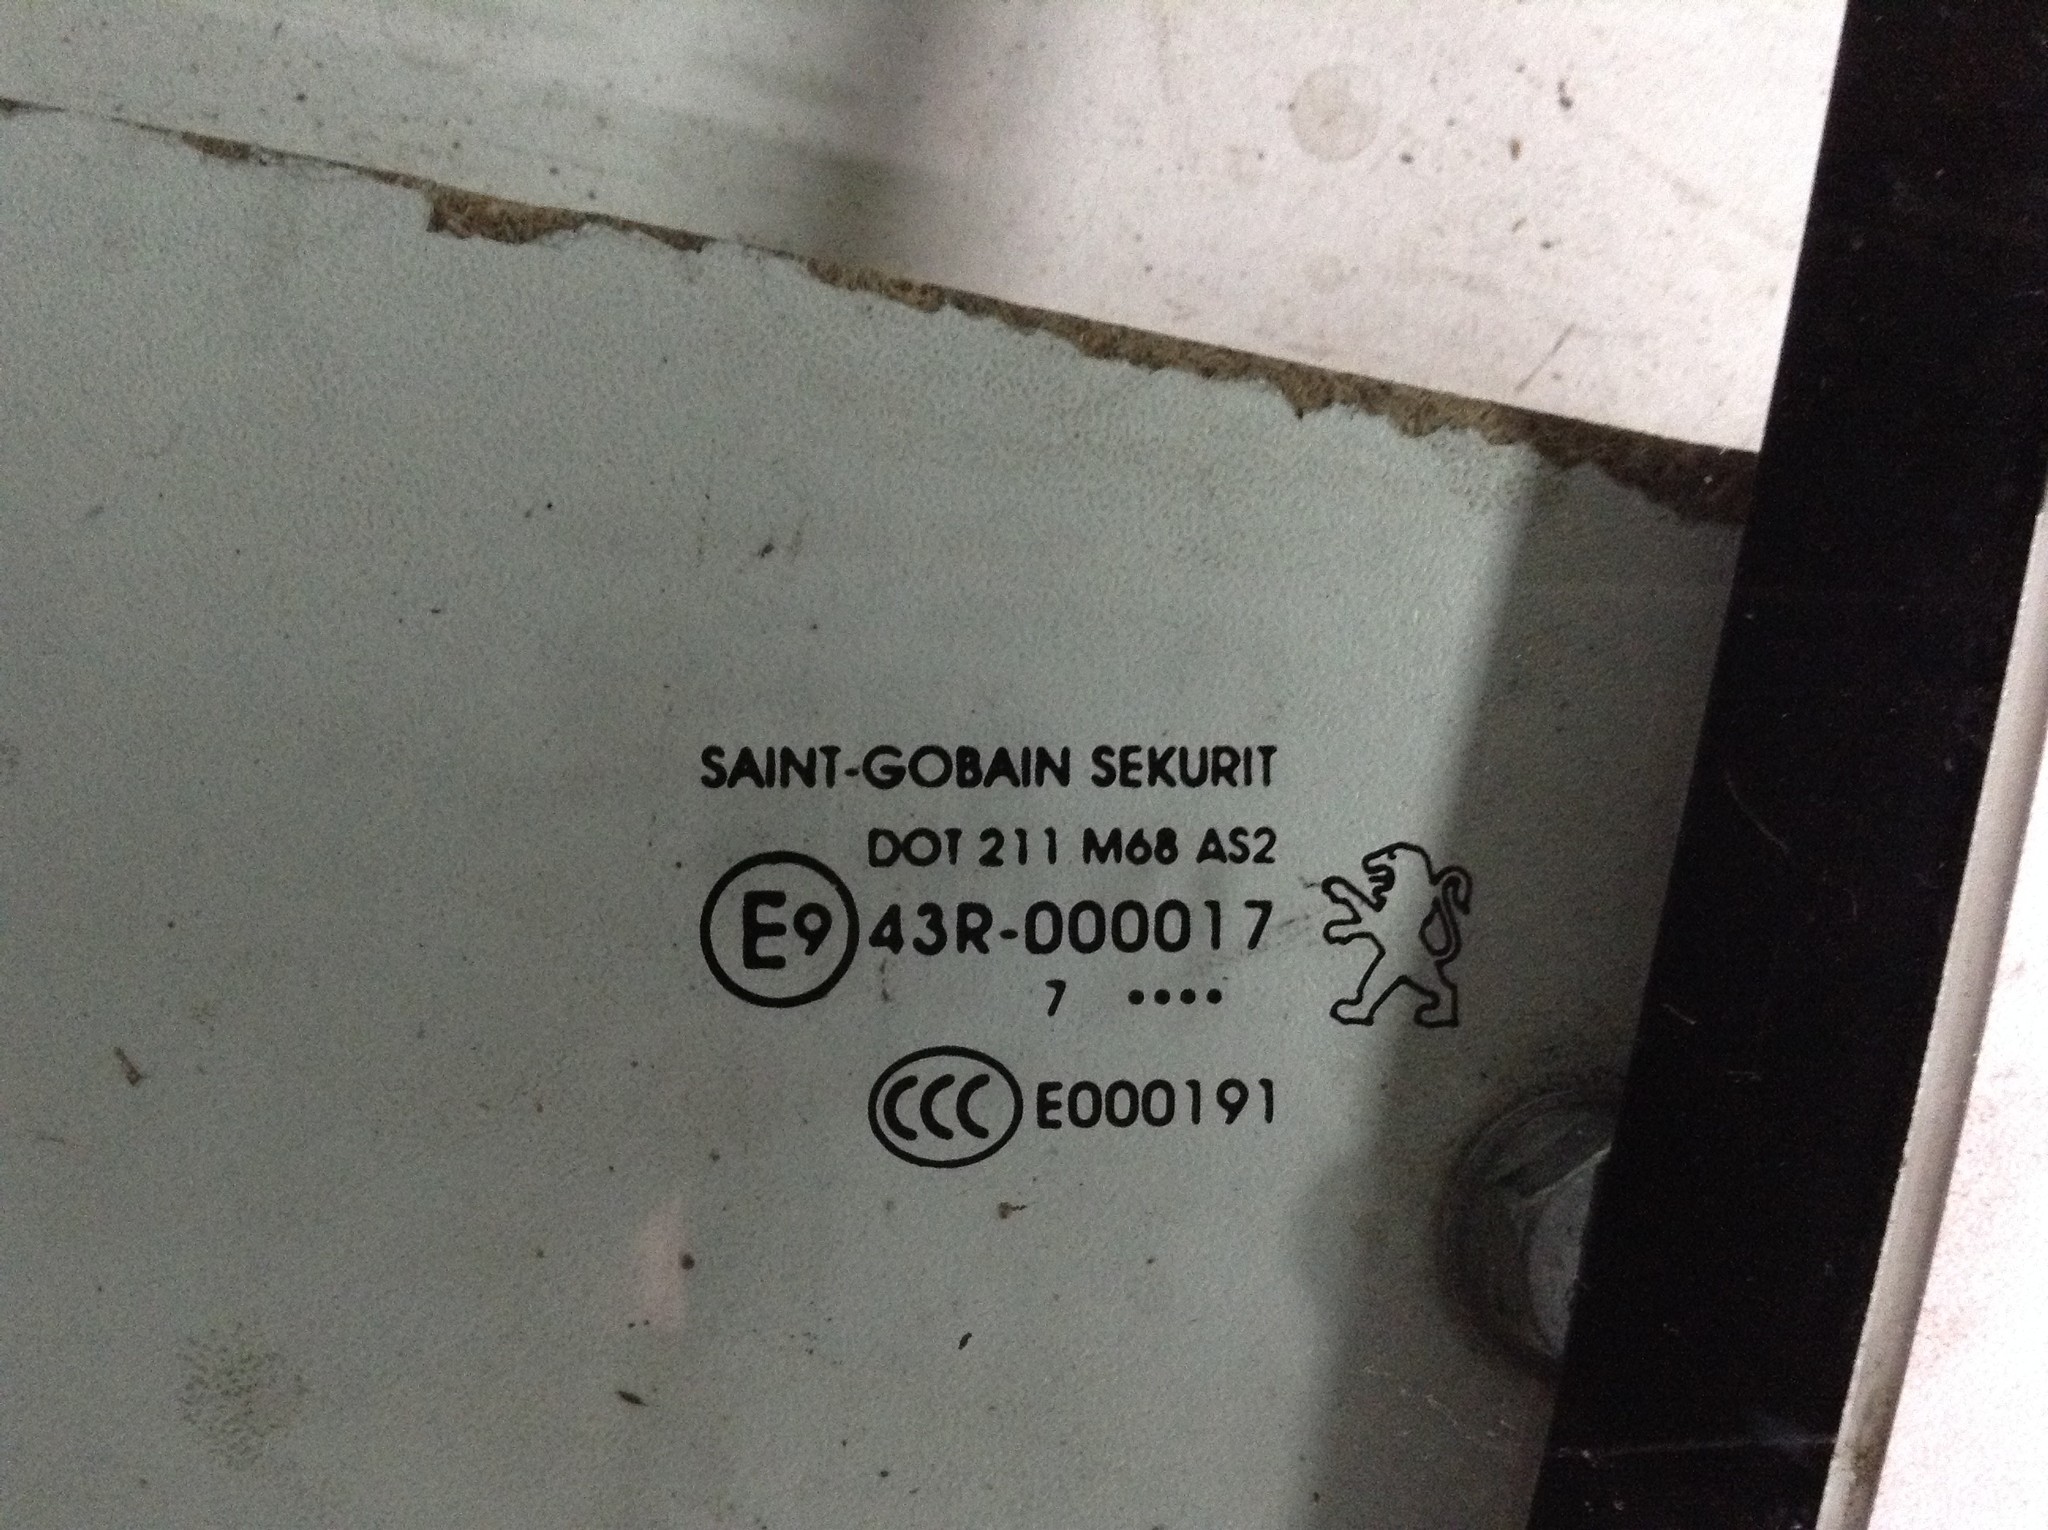 SAINT-GOBAIN SEKURIT
DOT 211 M68 AS2
E9 43R-000017
7 ....
CCC E000191